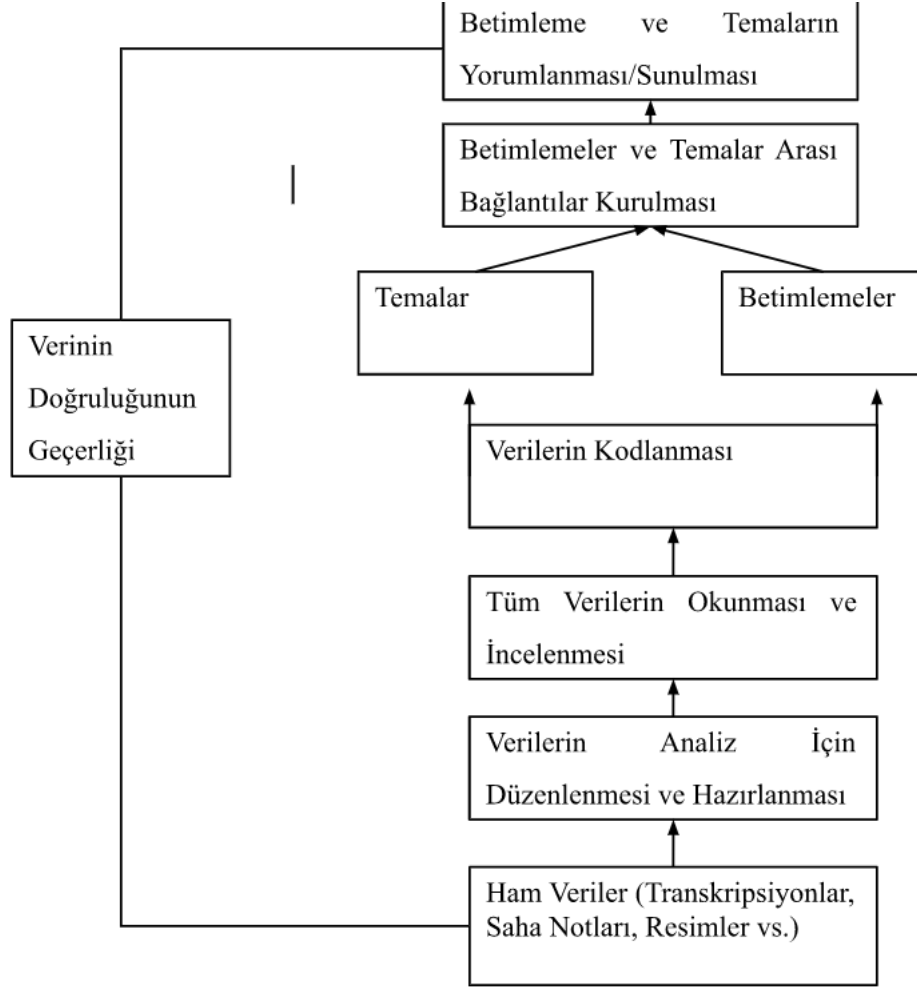 Betimleme ve Temaların
Yorumlanması/Sunulması
Betimlemeler ve Temalar Arası
Bağlantılar Kurulması
Temalar
Betimlemeler
Verinin
Doğruluğunun
Geçerliği
Verilerin Kodlanması
Tüm Verilerin Okunması ve
İncelenmesi
Verilerin Analiz İçin
Düzenlenmesi ve Hazırlanması
Ham Veriler (Transkripsiyonlar,
Saha Notları, Resimler vs.)